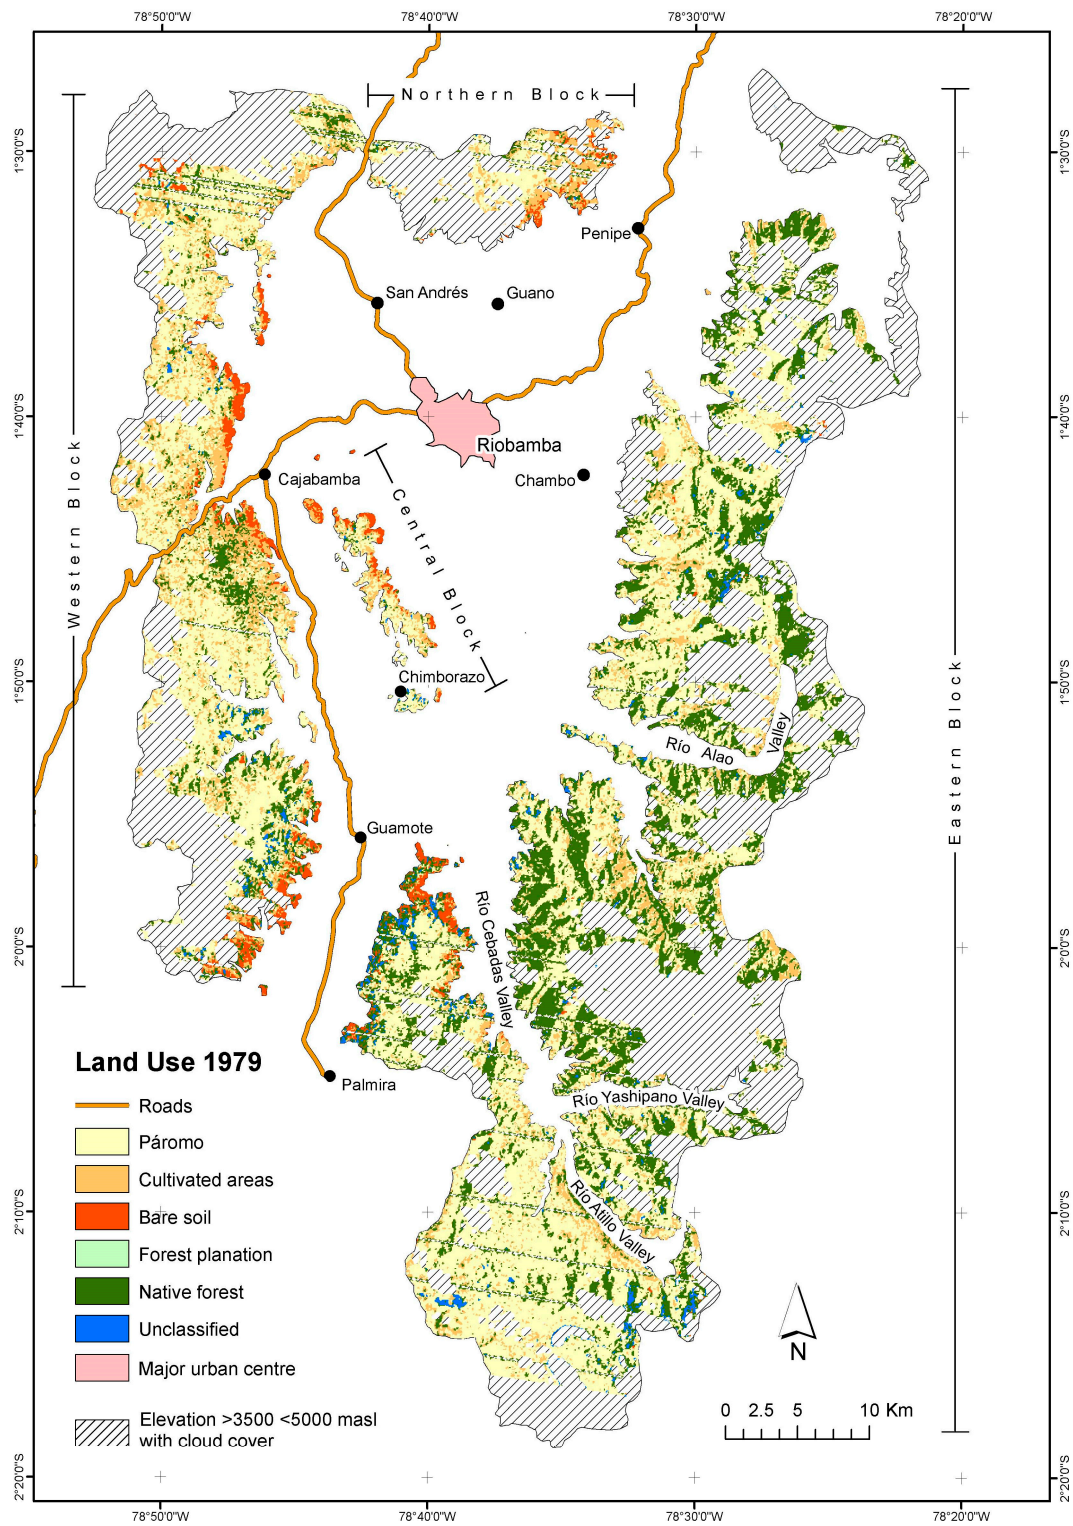 78°50'0"W 78°40'0"W 78°30'0"W 78°20'0"W
Northern Block
1°30'0"S 1°30'0"S
Penipe
San Andrés
Guano
1°40'0"S 1°40'0"S
Riobamba
Cajabamba
Chambo
Western Block
Central Block
Chimborazo
1°50'0"S 1°50'0"S
Eastern Block
Río Alao
Valley
Guamote
Río Cebadas Valley
2°0'0"S 2°0'0"S
Land Use 1979
Palmira
Roads
Río Yashipano Valley
Páromo
Cultivated areas
Río Atillo Valley
2°10'0"S 2°10'0"S
Bare soil
Forest planation
Native forest
Unclassified
N
Major urban centre
0 2.5 5 10 Km
Elevation >3500 <5000 masl
with cloud cover
2°20'0"S 2°20'0"S
78°50'0"W 78°40'0"W 78°30'0"W 78°20'0"W